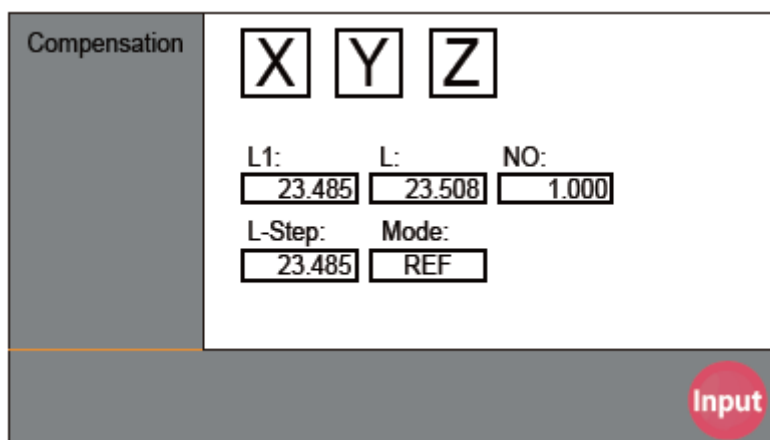 Compensation
X Y Z
L1: L: NO:
23.485 23.508 1.000
L-Step: Mode:
23.485 REF
Input